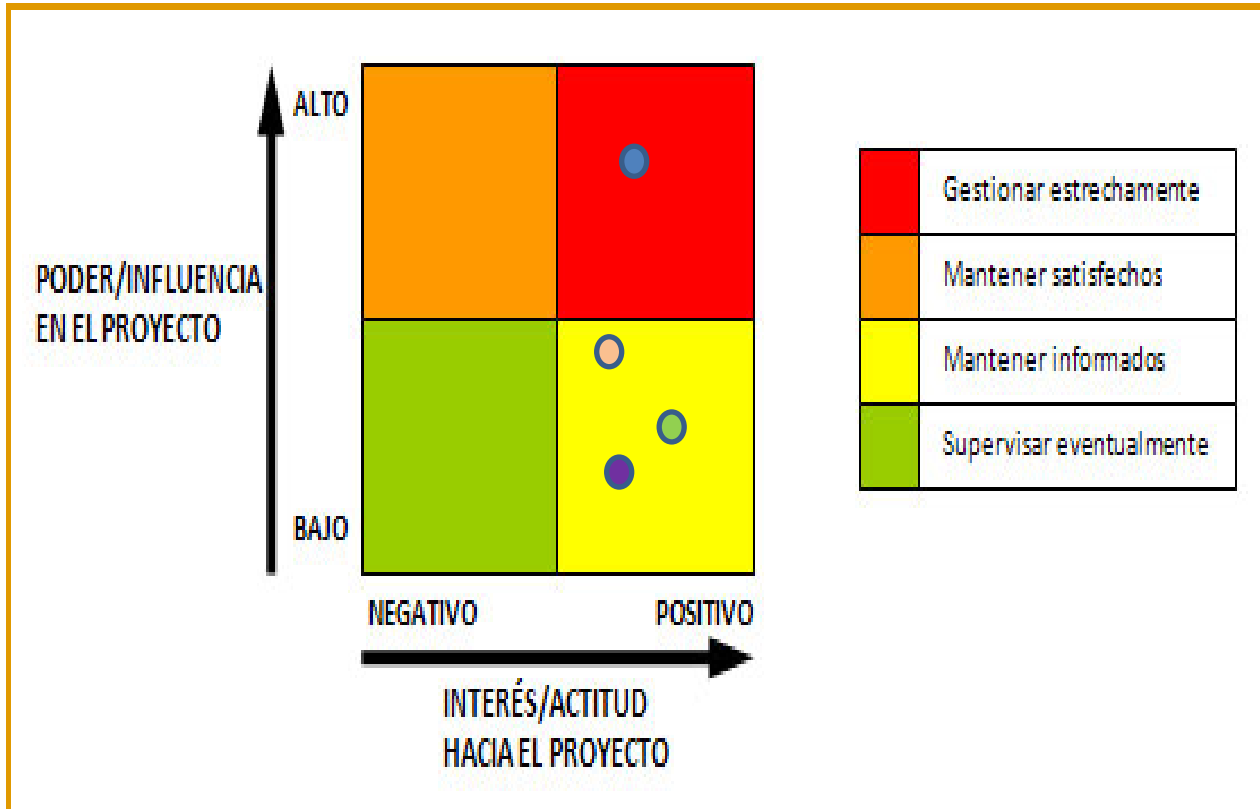 ALTO
PODER/INFLUENCIA
EN EL PROYECTO
BAJO
NEGATIVO
POSITIVO
INTERÉS/ACTITUD
HACIA EL PROYECTO
Gestionar estrechamente
Mantener satisfechos
Mantener informados
Supervisar eventualmente